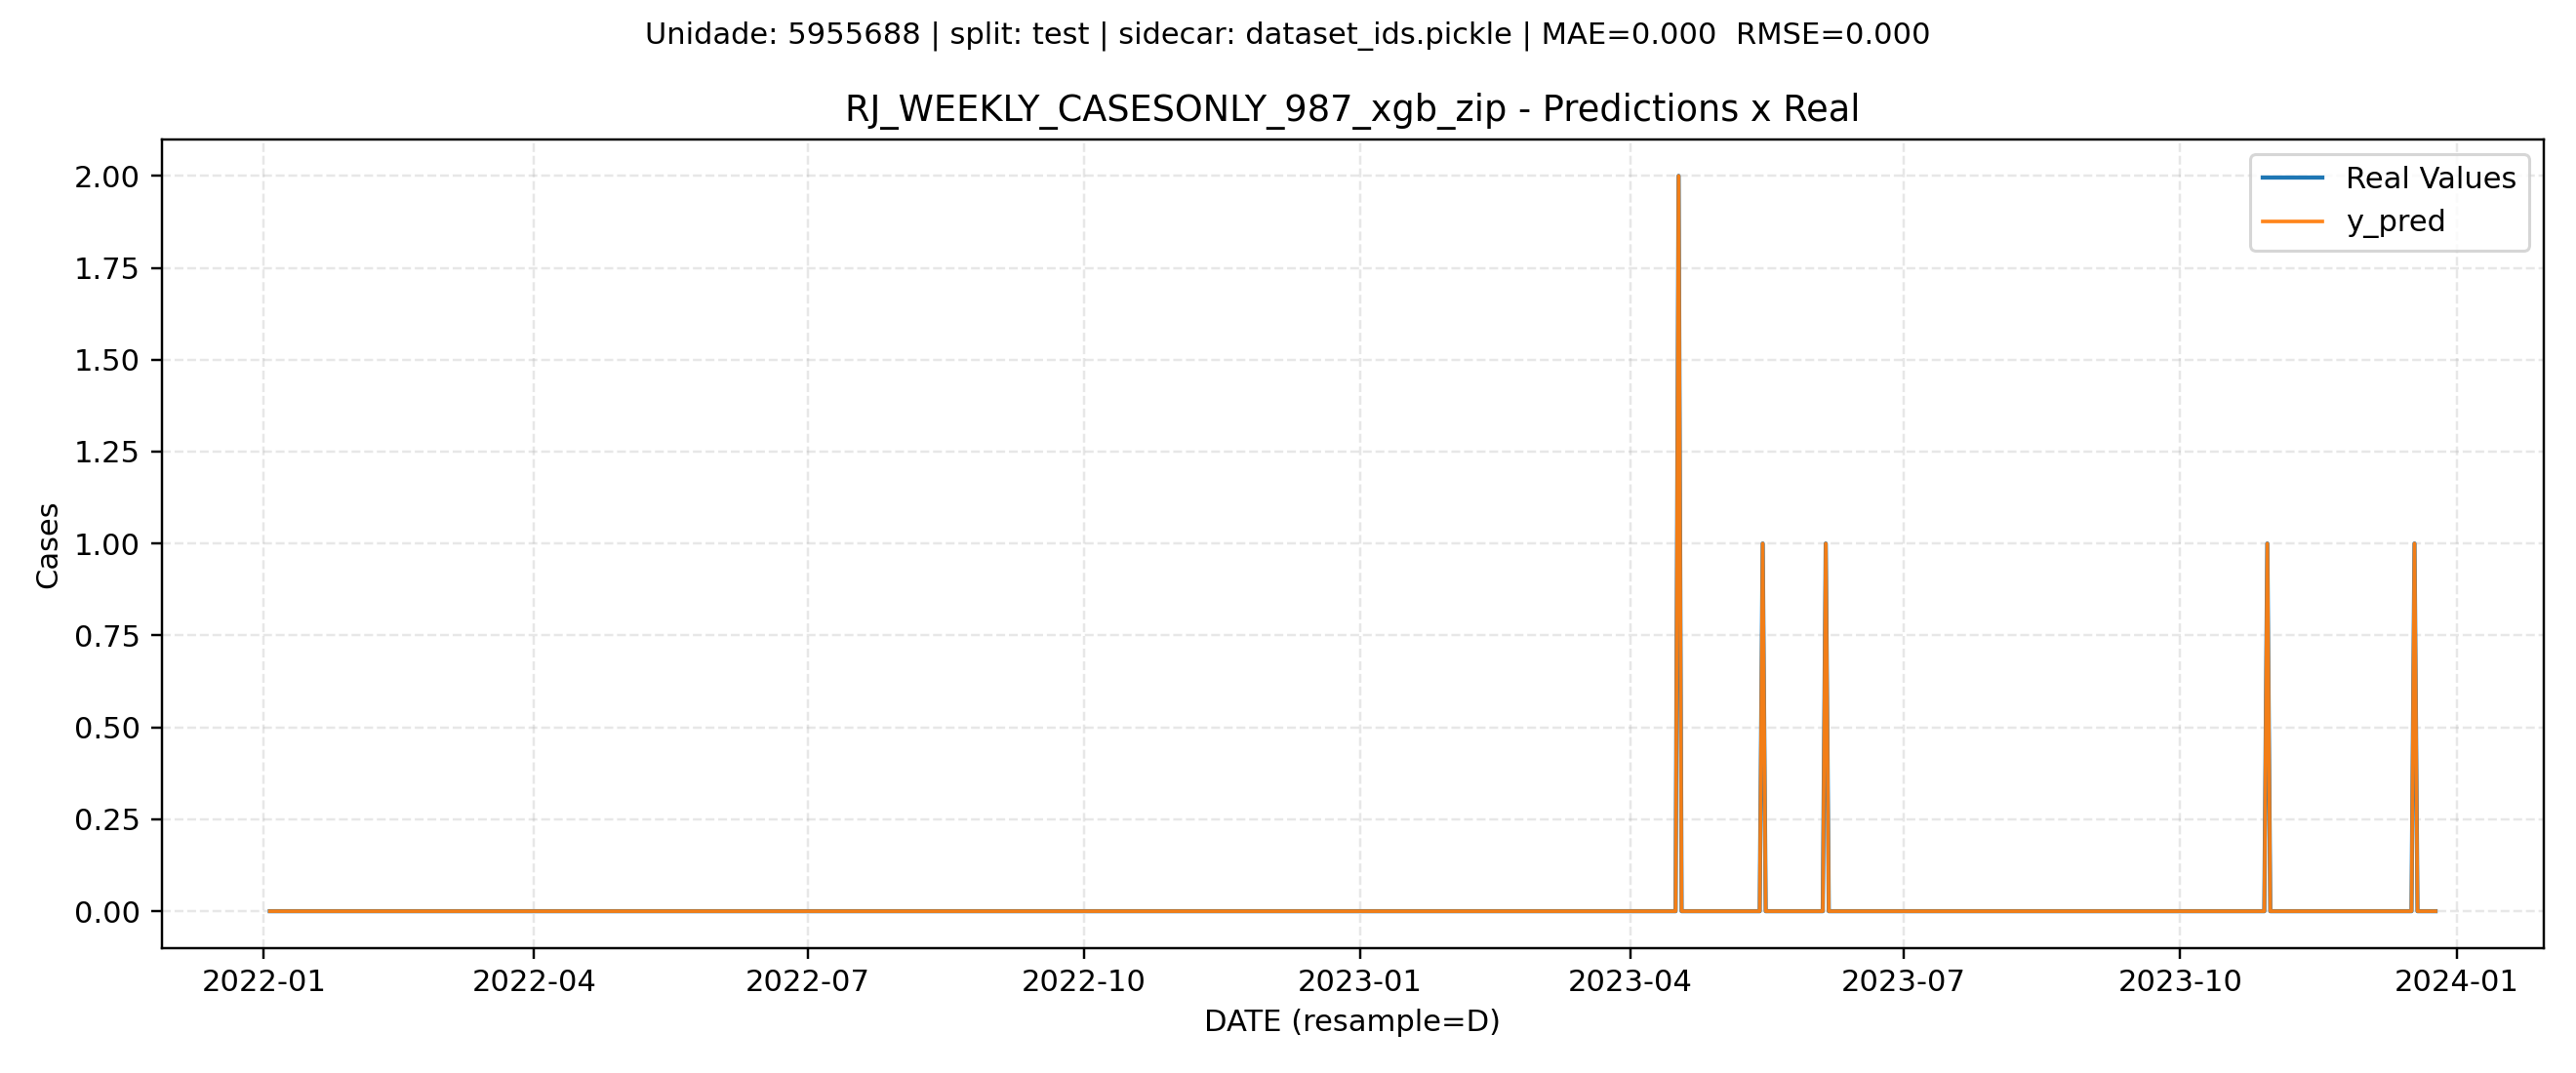 Unidade: 5955688 | split: test | sidecar: dataset_ids.pickle | MAE=0.000  RMSE=0.000
RJ_WEEKLY_CASESONLY_987_xgb_zip - Predictions x Real
Real Values
y_pred
Cases
2.00
1.75
1.50
1.25
1.00
0.75
0.50
0.25
0.00
2022-01 2022-04 2022-07 2022-10 2023-01 2023-04 2023-07 2023-10 2024-01
DATE (resample=D)